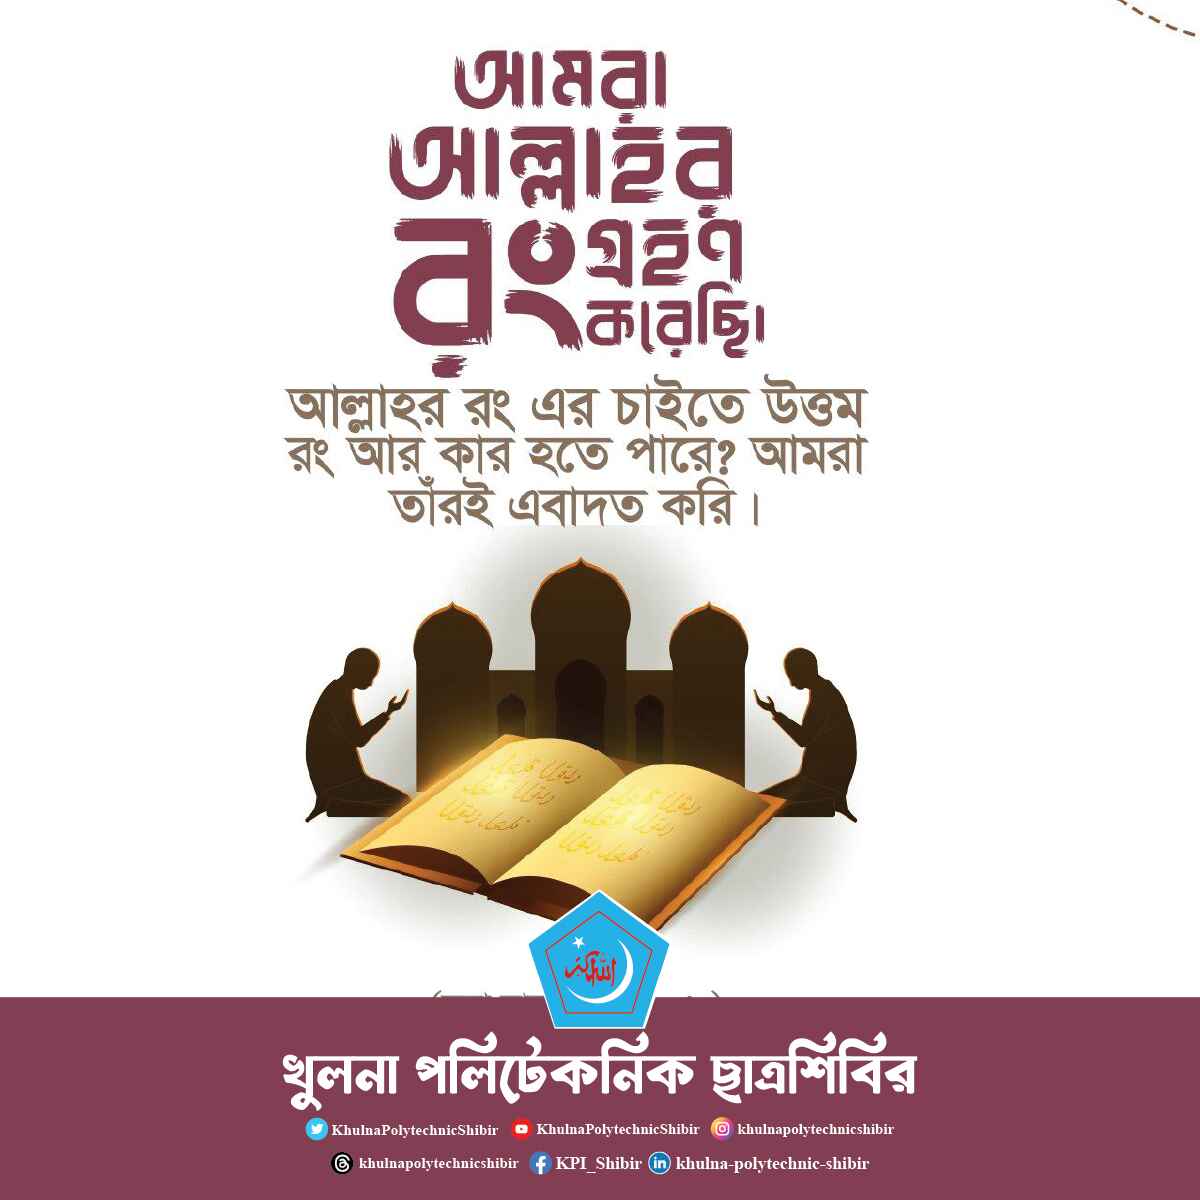 আমরা
আল্লাহর
রং গ্রহণ
করেছি।
আল্লাহর রং এর চাইতে উত্তম
রং আর কার হতে পারে? আমরা
তাঁরই এবাদত করি।
খুলনা পলিটেকনিক ছাত্রশিবির
KhulnaPolytechnicShibir KhulnaPolytechnicShibir khulnapolytechnicshibir
khulnapolytechnicshibir KPI_Shibir khulna-polytechnic-shibir